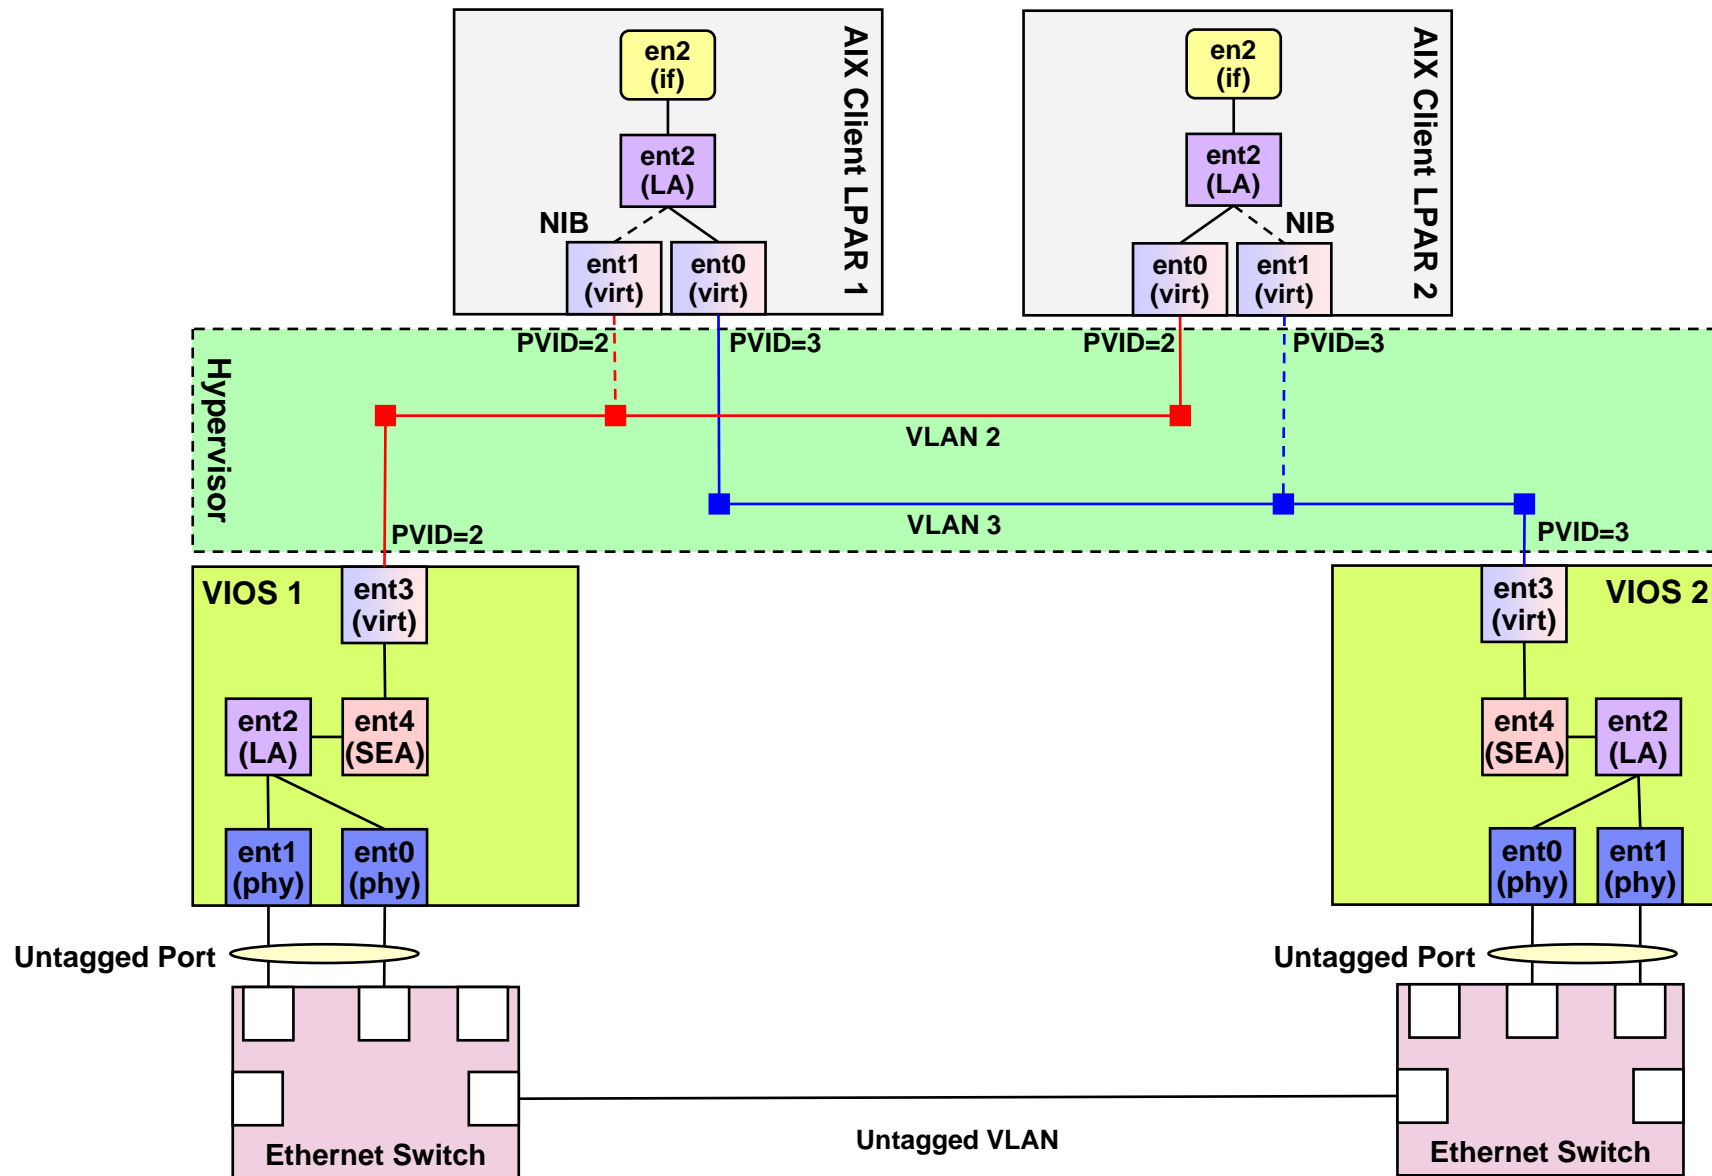 en2
(if)
ent2
(LA)
NIB
ent1
(virt)
ent0
(virt)
AIX Client LPAR 1
en2
(if)
ent2
(LA)
NIB
ent0
(virt)
ent1
(virt)
AIX Client LPAR 2
Hypervisor
PVID=2
PVID=3
PVID=2
PVID=3
VLAN 2
VLAN 3
PVID=2
PVID=3
VIOS 1
ent3
(virt)
ent2
(LA)
ent4
(SEA)
ent1
(phy)
ent0
(phy)
VIOS 2
ent3
(virt)
ent4
(SEA)
ent2
(LA)
ent0
(phy)
ent1
(phy)
Untagged Port
Untagged Port
Ethernet Switch
Untagged VLAN
Ethernet Switch